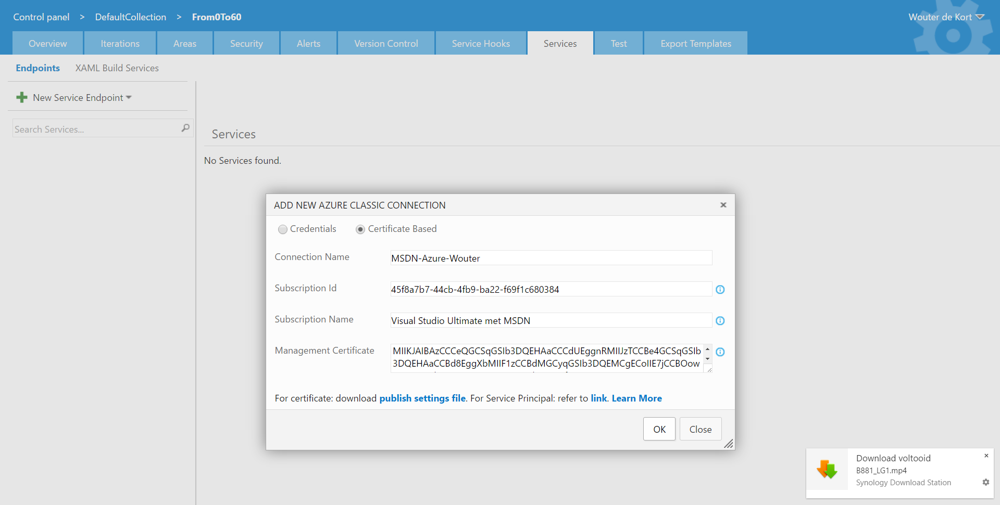 Control panel > DefaultCollection > From0To60
Wouter de Kort
Overview Iterations Areas Security Alerts Version Control Service Hooks Services Test Export Templates
Endpoints XAML Build Services
New Service Endpoint
Search Services...
Services
No Services found.
ADD NEW AZURE CLASSIC CONNECTION
Credentials Certificate Based
Connection Name MSDN-Azure-Wouter
Subscription Id 45f8a7b7-44cb-4fb9-ba22-f69f1c680384
Subscription Name Visual Studio Ultimate met MSDN
Management Certificate MIIKJAIBAzCCCeQGCSqGSIb3DQEHAaCCCdUEggnRMIIJzTCCBe4GCSqGSIb
3DQEHAaCCBd8EggXbMIIF1zCCBdMGCyqGSIb3DQEMCgECoIIE7jCCBOow
For certificate: download publish settings file. For Service Principal: refer to link. Learn More
OK Close
Download voltooid
B881_LG1.mp4
Synology Download Station